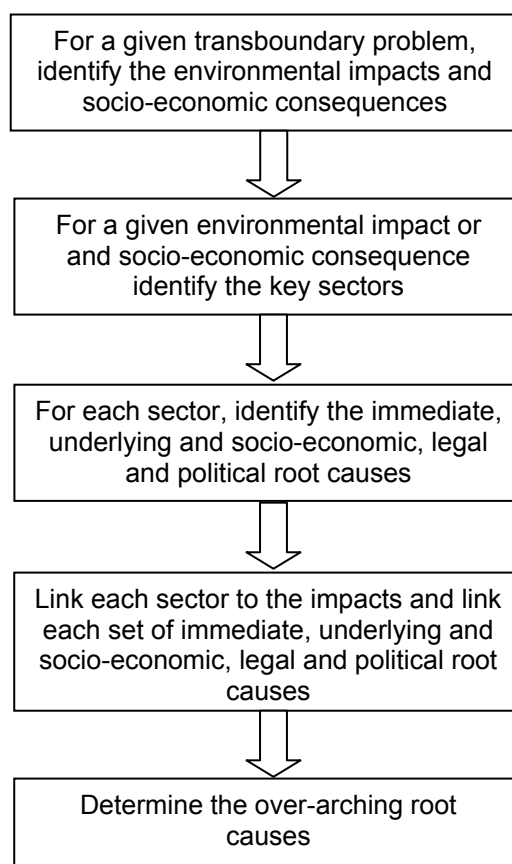 For a given transboundary problem,
identify the environmental impacts and
socio-economic consequences
For a given environmental impact or
and socio-economic consequence
identify the key sectors
For each sector, identify the immediate,
underlying and socio-economic, legal
and political root causes
Link each sector to the impacts and link
each set of immediate, underlying and
socio-economic, legal and political root
causes
Determine the over-arching root
causes